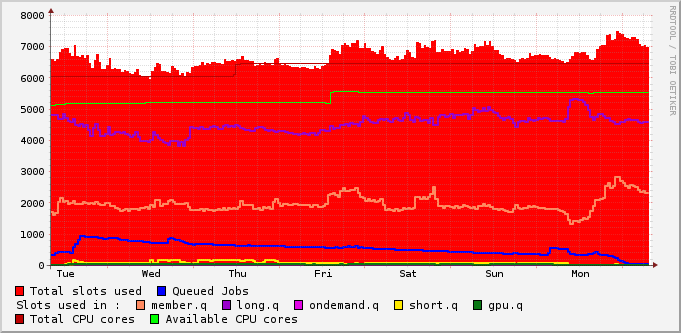 8000
7000
6000
5000
4000
3000
2000
1000
0
Tue Wed Thu Fri Sat Sun Mon
RRDTOOL / TOBI OETIKER
Total slots used Queued Jobs
Slots used in : member.q long.q ondemand.q short.q gpu.q
Total CPU cores Available CPU cores